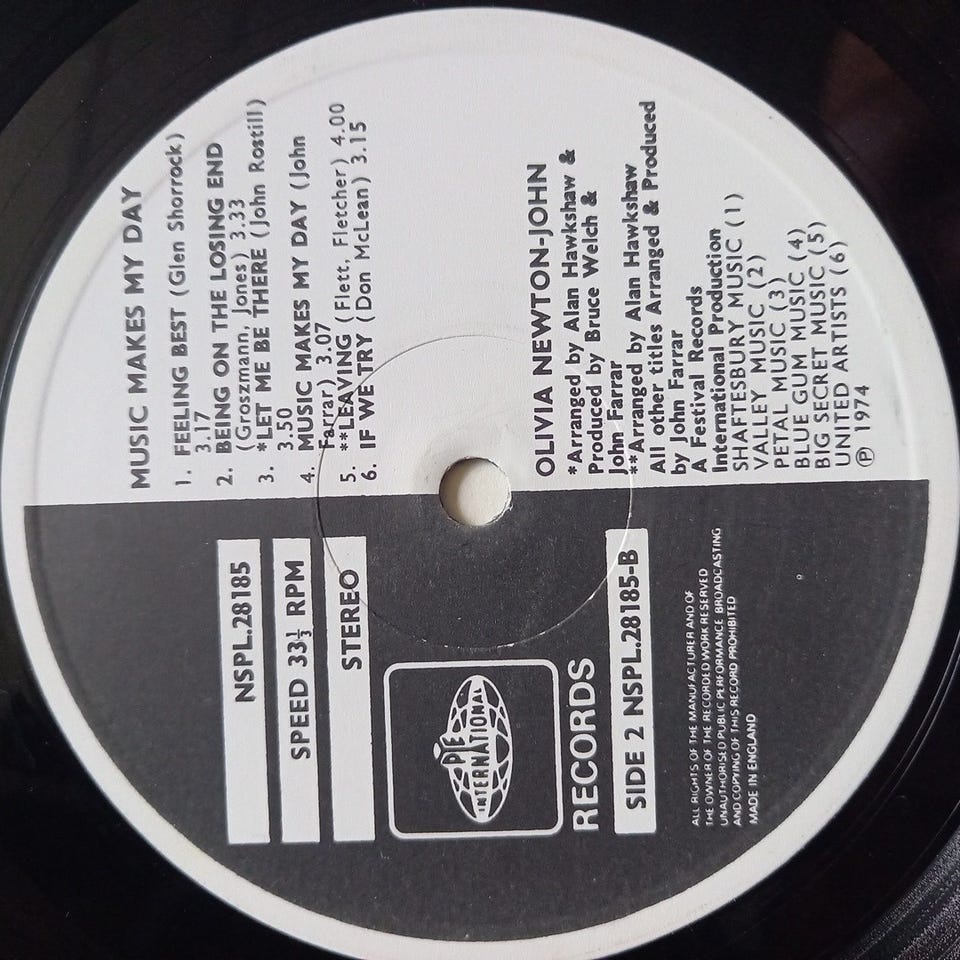 MUSIC MAKES MY DAY
1. FEELING BEST (Glen Shorrock)
3.17
2. BEING ON THE LOSING END
(Groszmann, Jones) 3.33
3. *LET ME BE THERE (John Rostill)
3.50
4. MUSIC MAKES MY DAY (John
Farrar) 3.07
5. **LEAVING (Flett, Fletcher) 4.00
6. IF WE TRY (Don McLean) 3.15
NSPL.28185
SPEED 33⅓ RPM
STEREO
PYE
INTERNATIONAL
RECORDS
SIDE 2 NSPL.28185-B
OLIVIA NEWTON-JOHN
*Arranged by Alan Hawkshaw &
Produced by Bruce Welch &
John Farrar
**Arranged by Alan Hawkshaw
All other titles Arranged & Produced
by John Farrar
A Festival Records
International Production
SHAFTESBURY MUSIC (1)
VALLEY MUSIC (2)
PETAL MUSIC (3)
BLUE GUM MUSIC (4)
BIG SECRET MUSIC (5)
UNITED ARTISTS (6)
℗ 1974
ALL RIGHTS OF THE MANUFACTURER AND OF
THE OWNER OF THE RECORDED WORK RESERVED
UNAUTHORISED PUBLIC PERFORMANCE BROADCASTING
AND COPYING OF THIS RECORD PROHIBITED
MADE IN ENGLAND